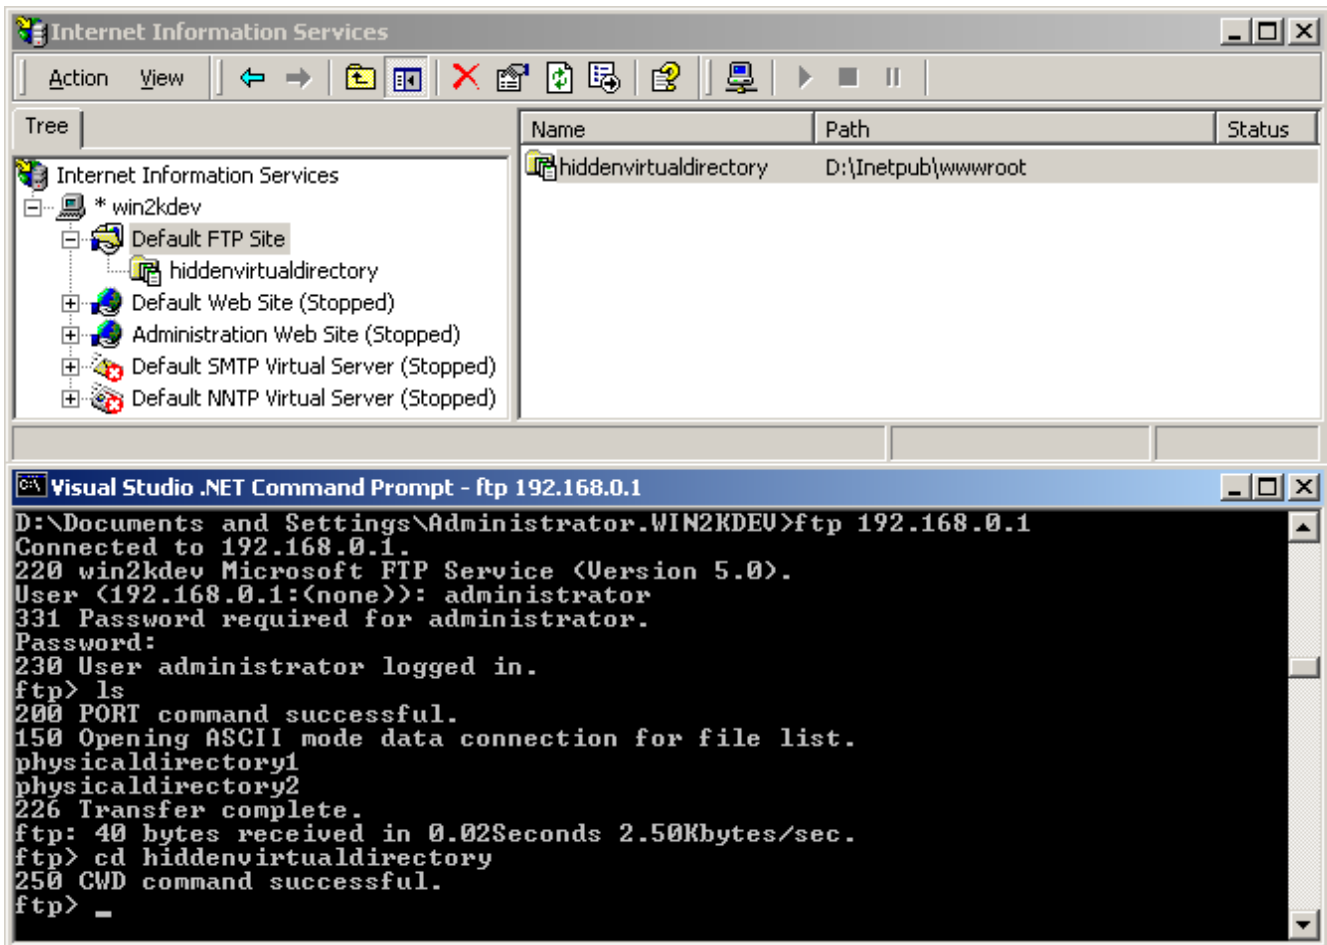 Internet Information Services
Action View
Tree
Name Path Status
Internet Information Services
* win2kdev
Default FTP Site
hiddenvirtualdirectory
Default Web Site (Stopped)
Administration Web Site (Stopped)
Default SMTP Virtual Server (Stopped)
Default NNTP Virtual Server (Stopped)
hiddenvirtualdirectory D:\Inetpub\wwwroot
C:\ Visual Studio .NET Command Prompt - ftp 192.168.0.1
D:\Documents and Settings\Administrator.WIN2KDEV>ftp 192.168.0.1
Connected to 192.168.0.1.
220 win2kdev Microsoft FTP Service (Version 5.0).
User (192.168.0.1:(none)): administrator
331 Password required for administrator.
Password:
230 User administrator logged in.
ftp> ls
200 PORT command successful.
150 Opening ASCII mode data connection for file list.
physicaldirectory1
physicaldirectory2
226 Transfer complete.
ftp: 40 bytes received in 0.02Seconds 2.50Kbytes/sec.
ftp> cd hiddenvirtualdirectory
250 CWD command successful.
ftp> _